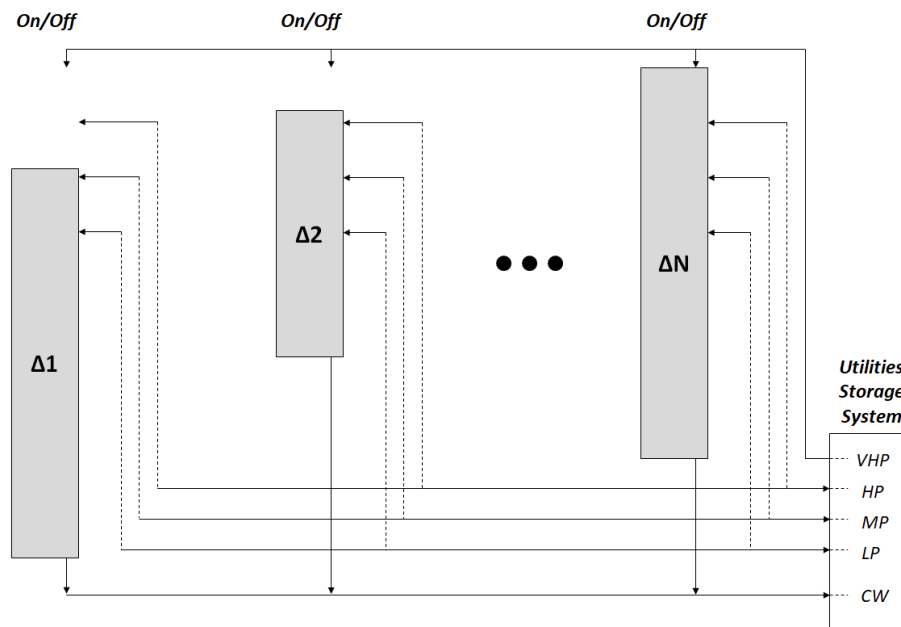 On/Off
On/Off
On/Off
Δ1
Δ2
ΔN
Utilities
Storage
System
VHP
HP
MP
LP
CW